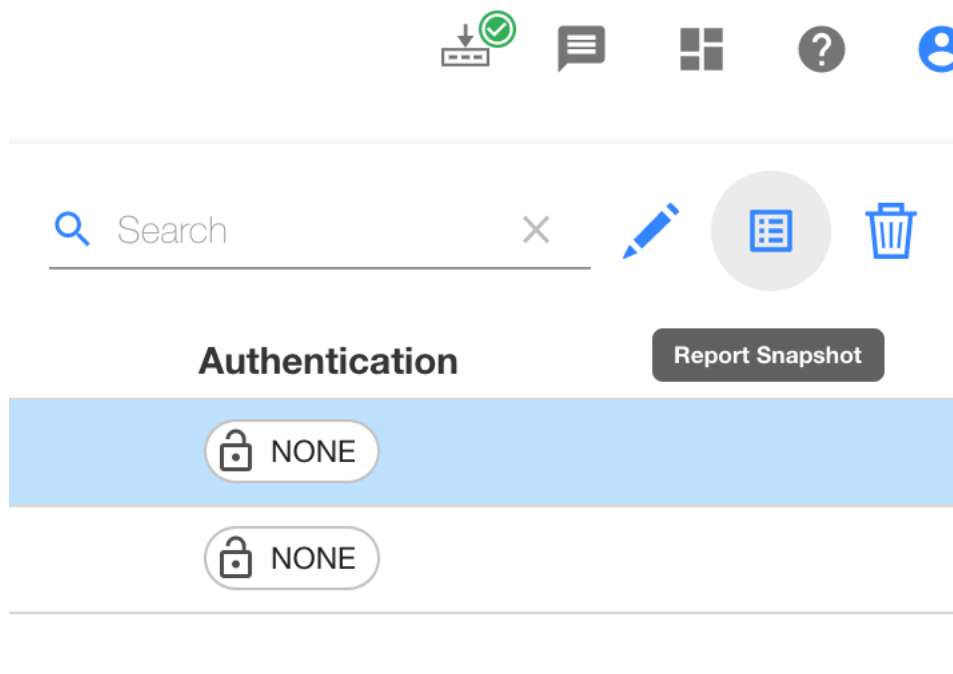 Search
Authentication
Report Snapshot
NONE
NONE